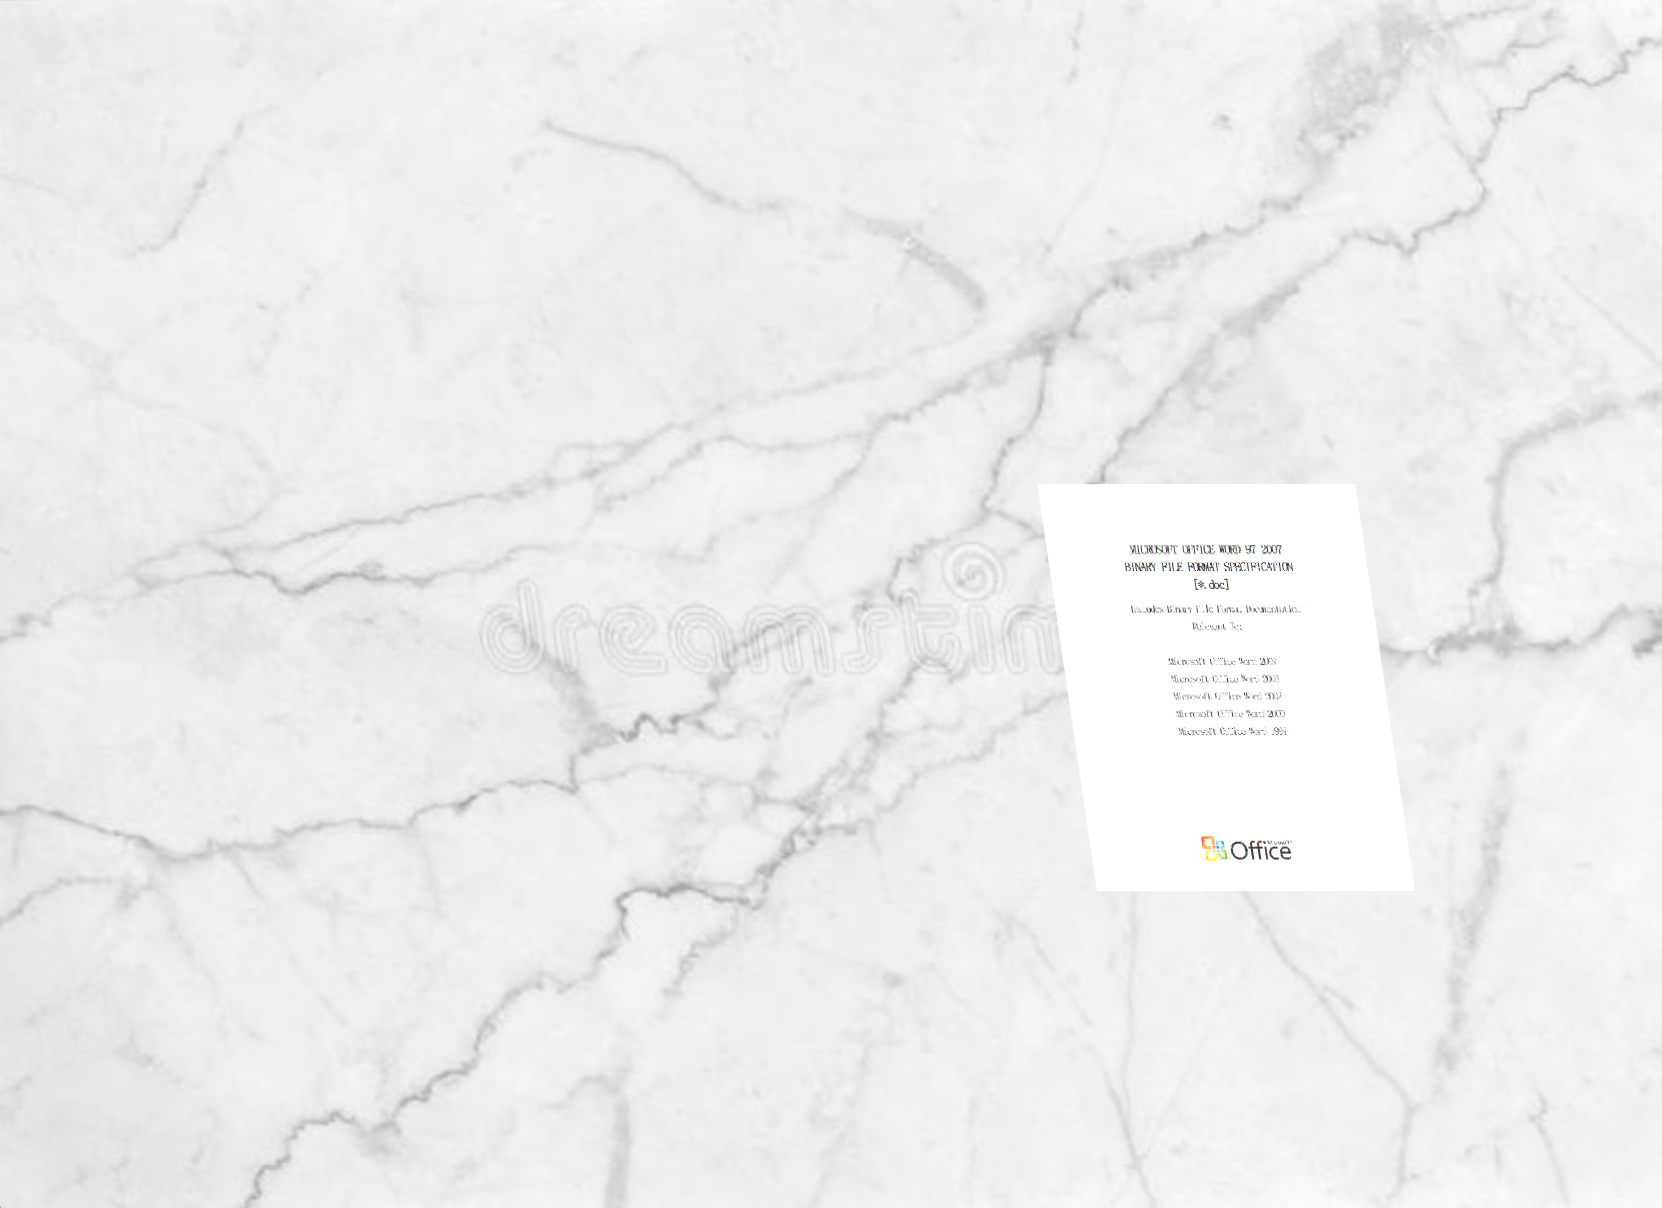 dreamstim
MICROSOFT OFFICE WORD 97 2007
BINARY FILE FORMAT SPECIFICATION
[*.doc]
Includes Binary File Format Documentation
Relevant To:
Microsoft Office Word 2007
Microsoft Office Word 2003
Microsoft Office Word 2002
Microsoft Office Word 2000
Microsoft Office Word 1997
Microsoft
Office